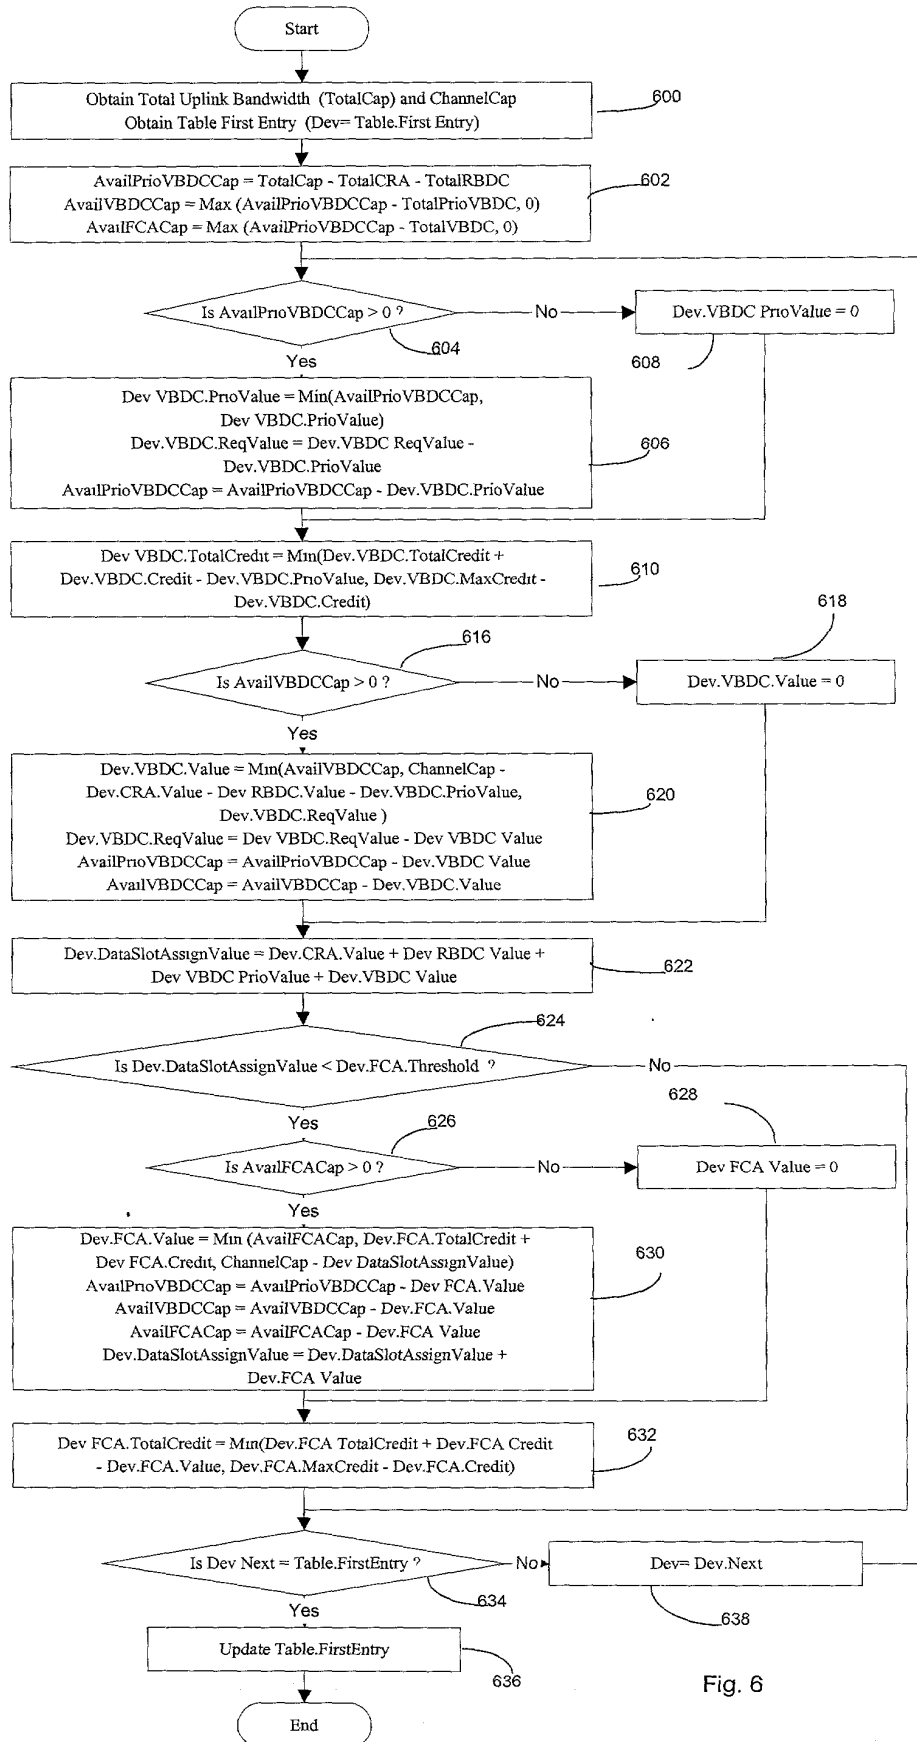 Start
Obtain Total Uplink Bandwidth (TotalCap) and ChannelCap
Obtain Table First Entry (Dev= Table.First Entry)
600
AvailPrioVBDCCap = TotalCap - TotalCRA - TotalRBDC
AvailVBDCCap = Max (AvailPrioVBDCCap - TotalPrioVBDC, 0)
AvailFCACap = Max (AvailPrioVBDCCap - TotalVBDC, 0)
602
Is AvailPrioVBDCCap > 0 ?
604
No
Dev.VBDC PrioValue = 0
608
Yes
Dev VBDC.PrioValue = Min(AvailPrioVBDCCap,
Dev VBDC.PrioValue)
Dev.VBDC.ReqValue = Dev.VBDC ReqValue -
Dev.VBDC.PrioValue
AvailPrioVBDCCap = AvailPrioVBDCCap - Dev.VBDC.PrioValue
606
Dev VBDC.TotalCredit = Min(Dev.VBDC.TotalCredit +
Dev.VBDC.Credit - Dev.VBDC.PrioValue, Dev.VBDC.MaxCredit -
Dev.VBDC.Credit)
610
616
618
Is AvailVBDCCap > 0 ?
No
Dev.VBDC.Value = 0
Yes
Dev.VBDC.Value = Min(AvailVBDCCap, ChannelCap -
Dev.CRA.Value - Dev RBDC.Value - Dev.VBDC.PrioValue,
Dev.VBDC.ReqValue )
Dev.VBDC.ReqValue = Dev VBDC.ReqValue - Dev VBDC Value
AvailPrioVBDCCap = AvailPrioVBDCCap - Dev.VBDC Value
AvailVBDCCap = AvailVBDCCap - Dev.VBDC.Value
620
Dev.DataSlotAssignValue = Dev.CRA.Value + Dev RBDC Value +
Dev VBDC PrioValue + Dev.VBDC Value
622
624
Is Dev.DataSlotAssignValue < Dev.FCA.Threshold ?
No
Yes
626
628
Is AvailFCACap > 0 ?
No
Dev FCA Value = 0
Yes
Dev.FCA.Value = Min (AvailFCACap, Dev.FCA.TotalCredit +
Dev FCA.Credit, ChannelCap - Dev DataSlotAssignValue)
AvailPrioVBDCCap = AvailPrioVBDCCap - Dev FCA.Value
AvailVBDCCap = AvailVBDCCap - Dev.FCA.Value
AvailFCACap = AvailFCACap - Dev.FCA Value
Dev.DataSlotAssignValue = Dev.DataSlotAssignValue +
Dev.FCA Value
630
Dev FCA.TotalCredit = Min(Dev.FCA TotalCredit + Dev.FCA Credit
- Dev.FCA.Value, Dev.FCA.MaxCredit - Dev.FCA.Credit)
632
Is Dev Next = Table.FirstEntry ?
634
No
Dev= Dev.Next
638
Yes
Update Table.FirstEntry
636
End
Fig. 6